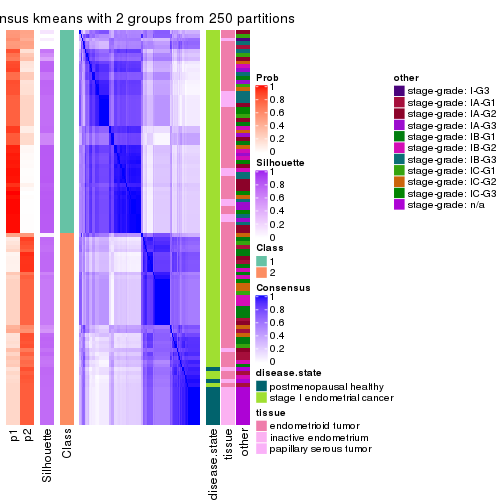 nsus kmeans with 2 groups from 250 partitions
p1
p2
Silhouette
Class
disease.state
tissue
other
Prob
1
0.8
0.6
0.4
0.2
0
Silhouette
1
0.8
0.6
0.4
0.2
0
Class
1
2
Consensus
1
0.8
0.6
0.4
0.2
0
disease.state
postmenopausal healthy
stage I endometrial cancer
tissue
endometrioid tumor
inactive endometrium
papillary serous tumor
other
stage-grade: I-G3
stage-grade: IA-G1
stage-grade: IA-G2
stage-grade: IA-G3
stage-grade: IB-G1
stage-grade: IB-G2
stage-grade: IB-G3
stage-grade: IC-G1
stage-grade: IC-G2
stage-grade: IC-G3
stage-grade: n/a